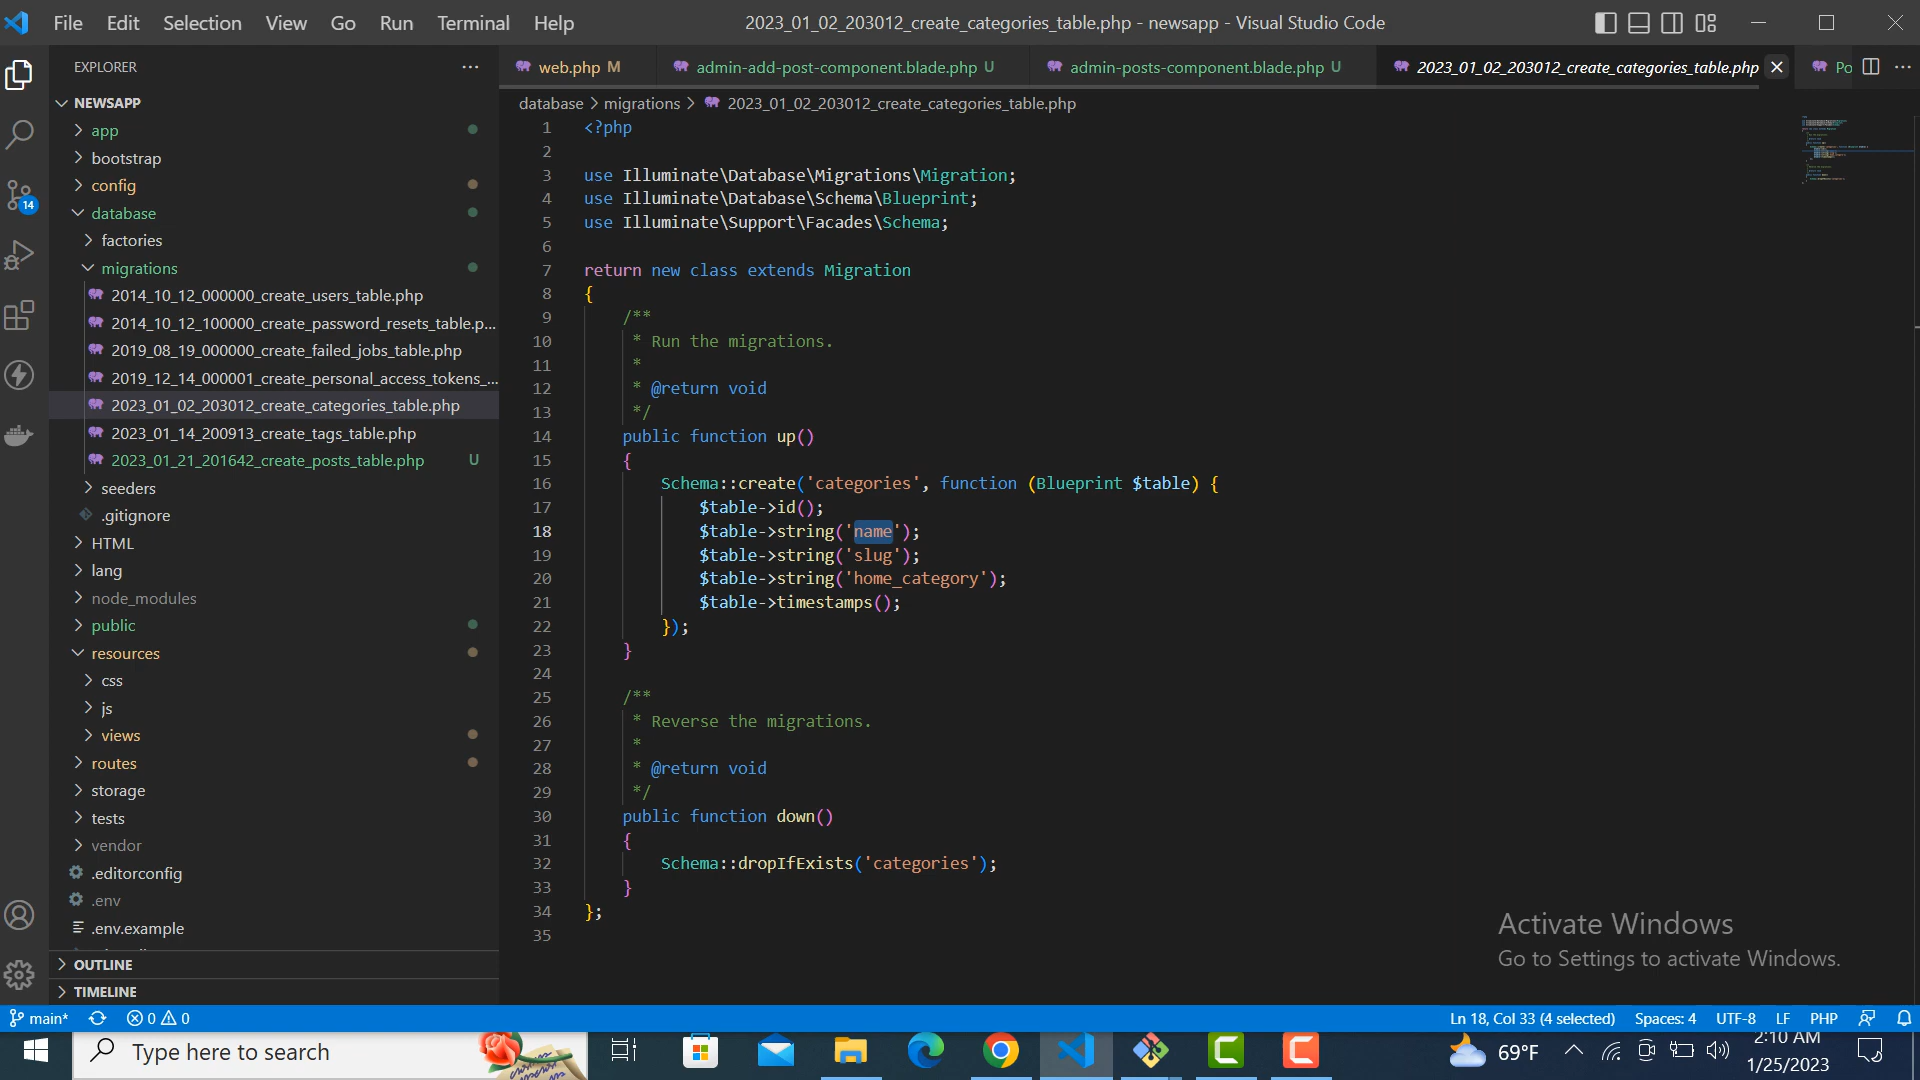 File Edit Selection View Go Run Terminal Help 2023_01_02_203012_create_categories_table.php - newsapp - Visual Studio Code
EXPLORER
web.php M admin-add-post-component.blade.php U admin-posts-component.blade.php U 2023_01_02_203012_create_categories_table.php Po
database > migrations > 2023_01_02_203012_create_categories_table.php
NEWSAPP
app
bootstrap
config
database
factories
migrations
2014_10_12_000000_create_users_table.php
2014_10_12_100000_create_password_resets_table.p...
2019_08_19_000000_create_failed_jobs_table.php
2019_12_14_000001_create_personal_access_tokens_...
2023_01_02_203012_create_categories_table.php
2023_01_14_200913_create_tags_table.php
2023_01_21_201642_create_posts_table.php U
seeders
.gitignore
HTML
lang
node_modules
public
resources
css
js
views
routes
storage
tests
vendor
.editorconfig
.env
.env.example
OUTLINE
TIMELINE
14
1 <?php
2
3 use Illuminate\Database\Migrations\Migration;
4 use Illuminate\Database\Schema\Blueprint;
5 use Illuminate\Support\Facades\Schema;
6
7 return new class extends Migration
8 {
9 /**
10 * Run the migrations.
11 *
12 * @return void
13 */
14 public function up()
15 {
16 Schema::create('categories', function (Blueprint $table) {
17 $table->id();
18 $table->string('name');
19 $table->string('slug');
20 $table->string('home_category');
21 $table->timestamps();
22 });
23 }
24
25 /**
26 * Reverse the migrations.
27 *
28 * @return void
29 */
30 public function down()
31 {
32 Schema::dropIfExists('categories');
33 }
34 };
35
Activate Windows
Go to Settings to activate Windows.
main* 0 0 Ln 18, Col 33 (4 selected) Spaces: 4 UTF-8 LF PHP
Type here to search 69°F 2:10 AM
1/25/2023